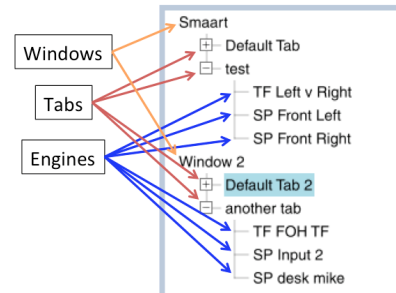 Smaart
Windows
Default Tab
test
Tabs
TF Left v Right
SP Front Left
SP Front Right
Engines
Window 2
Default Tab 2
another tab
TF FOH TF
SP Input 2
SP desk mike